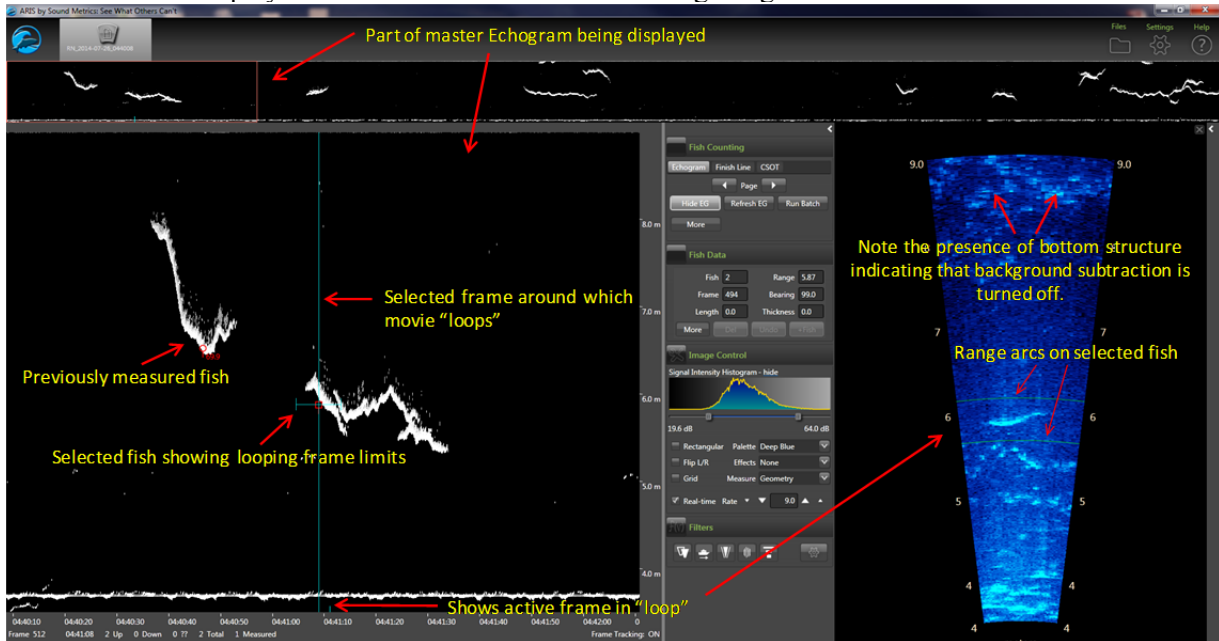 ARIS by Sound Metrics: See What Others Can't
EN_2014-07-28_044008
Files Settings Help
Part of master Echogram being displayed
Fish Counting
Echogram Finish Line CSOT
Page
Hide EG Refresh EG Run Batch
More
Fish Data
Fish 2 Range 5.87
Frame 494 Bearing 99.0
Length 0.0 Thickness 0.0
More Del Undo +Fish
Image Control
Signal Intensity Histogram - hide
19.6 dB 64.0 dB
Rectangular Palette Deep Blue
Flip L/R Effects None
Grid Measure Geometry
Real-time Rate 9.0
Filters
8.0 m
7.0 m
6.0 m
5.0 m
4.0 m
Selected frame around which
movie "loops"
Previously measured fish
Selected fish showing looping frame limits
Shows active frame in "loop"
9.0 9.0
Note the presence of bottom structure
indicating that background subtraction is
turned off.
7 7
Range arcs on selected fish
6 6
5 5
4 4
4 4
04:40:10 04:40:20 04:40:30 04:40:40 04:40:50 04:41:00 04:41:10 04:41:20 04:41:30 04:41:40 04:41:50 04:42:00 0
Frame 512 04:41:08 2 Up 0 Down 0 ?? 2 Total 1 Measured Frame Tracking: ON